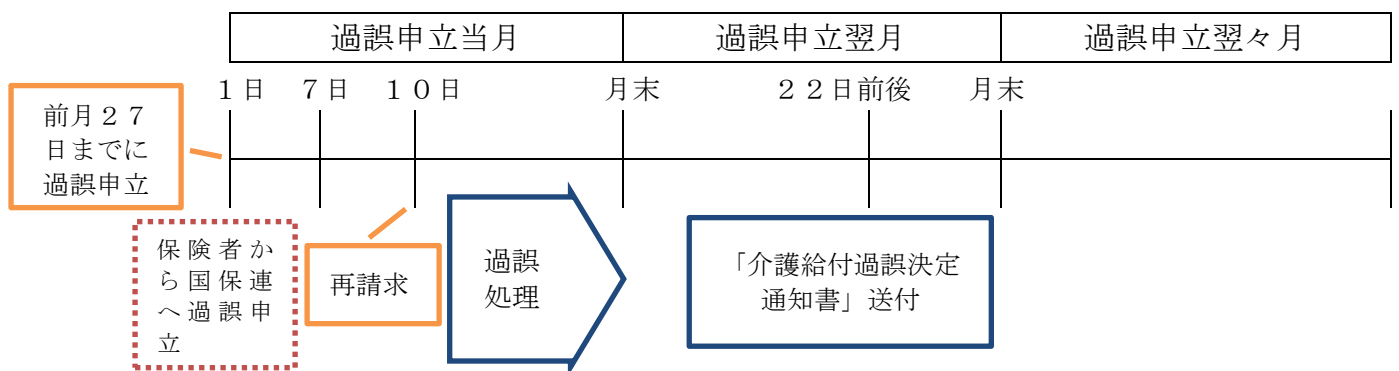 過誤申立当月
過誤申立翌月
過誤申立翌々月
１日
７日
１０日
月末
２２日前後
月末
前月２７
日までに
過誤申立
保険者か
ら国保連
へ過誤申
立
再請求
過誤
処理
「介護給付過誤決定
通知書」送付